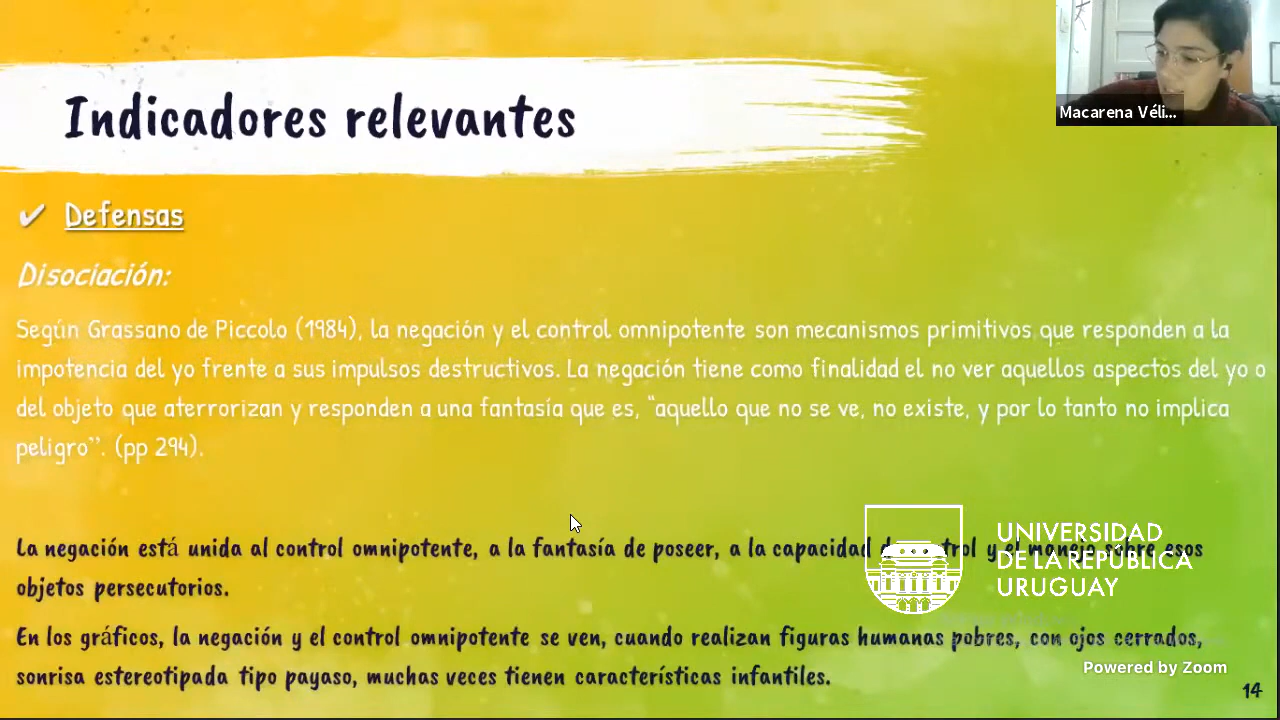 Indicadores relevantes
Macarena Véli...
✔ Defensas
Disociación:
Según Grassano de Piccolo (1984), la negación y el control omnipotente son mecanismos primitivos que responden a la
impotencia del yo frente a sus impulsos destructivos. La negación tiene como finalidad el no ver aquellos aspectos del yo o
del objeto que aterrorizan y responden a una fantasía que es, “aquello que no se ve, no existe, y por lo tanto no implica
peligro”. (pp 294).
La negación está unida al control omnipotente, a la fantasía de poseer, a la capacidad de control y el manejo sobre esos
objetos persecutorios.
En los gráficos, la negación y el control omnipotente se ven, cuando realizan figuras humanas pobres, con ojos cerrados,
sonrisa estereotipada tipo payaso, muchas veces tienen características infantiles.
UNIVERSIDAD
DE LA REPÚBLICA
URUGUAY
Powered by Zoom
14